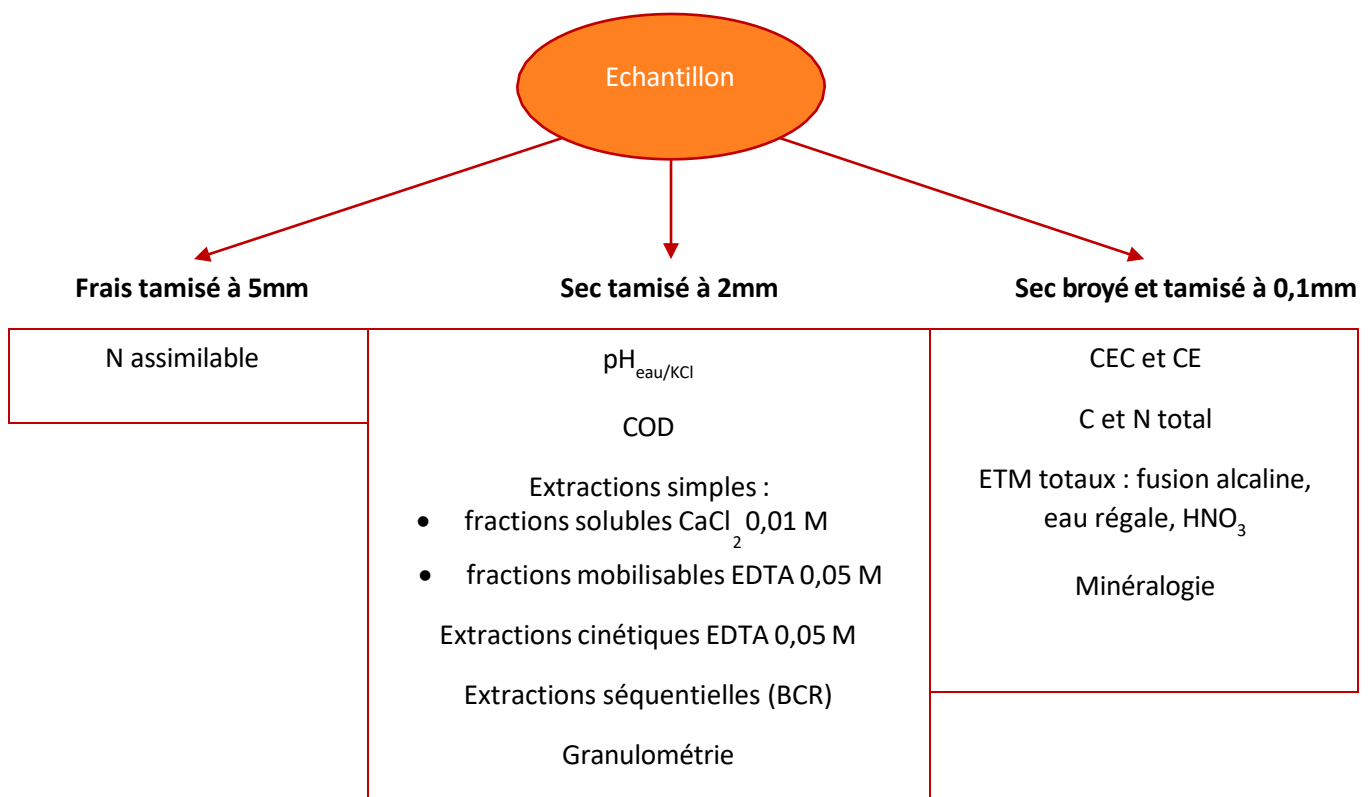 Echantillon
Frais tamisé à 5mm
Sec tamisé à 2mm
Sec broyé et tamisé à 0,1mm
N assimilable
pH eau/KCl
COD
Extractions simples :
• fractions solubles CaCl2 0,01 M
• fractions mobilisables EDTA 0,05 M
Extractions cinétiques EDTA 0,05 M
Extractions séquentielles (BCR)
Granulométrie
CEC et CE
C et N total
ETM totaux : fusion alcaline,
eau régale, HNO3
Minéralogie